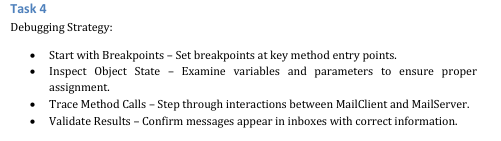 Task 4
Debugging Strategy:
• Start with Breakpoints – Set breakpoints at key method entry points.
• Inspect Object State – Examine variables and parameters to ensure proper
assignment.
• Trace Method Calls – Step through interactions between MailClient and MailServer.
• Validate Results – Confirm messages appear in inboxes with correct information.